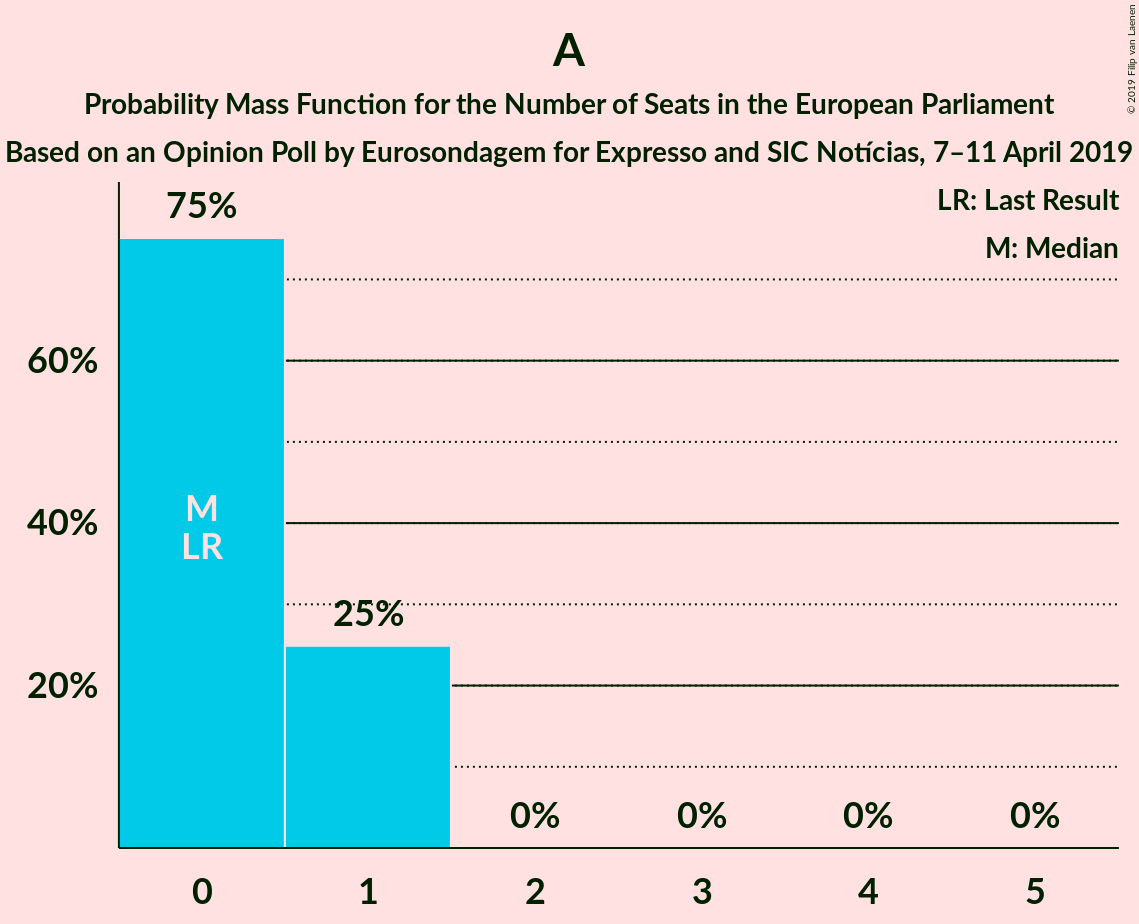 A
Probability Mass Function for the Number of Seats in the European Parliament
Based on an Opinion Poll by Eurosondagem for Expresso and SIC Notícias, 7–11 April 2019
© 2019 Filip van Laenen
LR: Last Result
M: Median
75%
60%
M
40%
LR
25%
20%
0%
0%
0%
0%
0
1
2
3
4
5